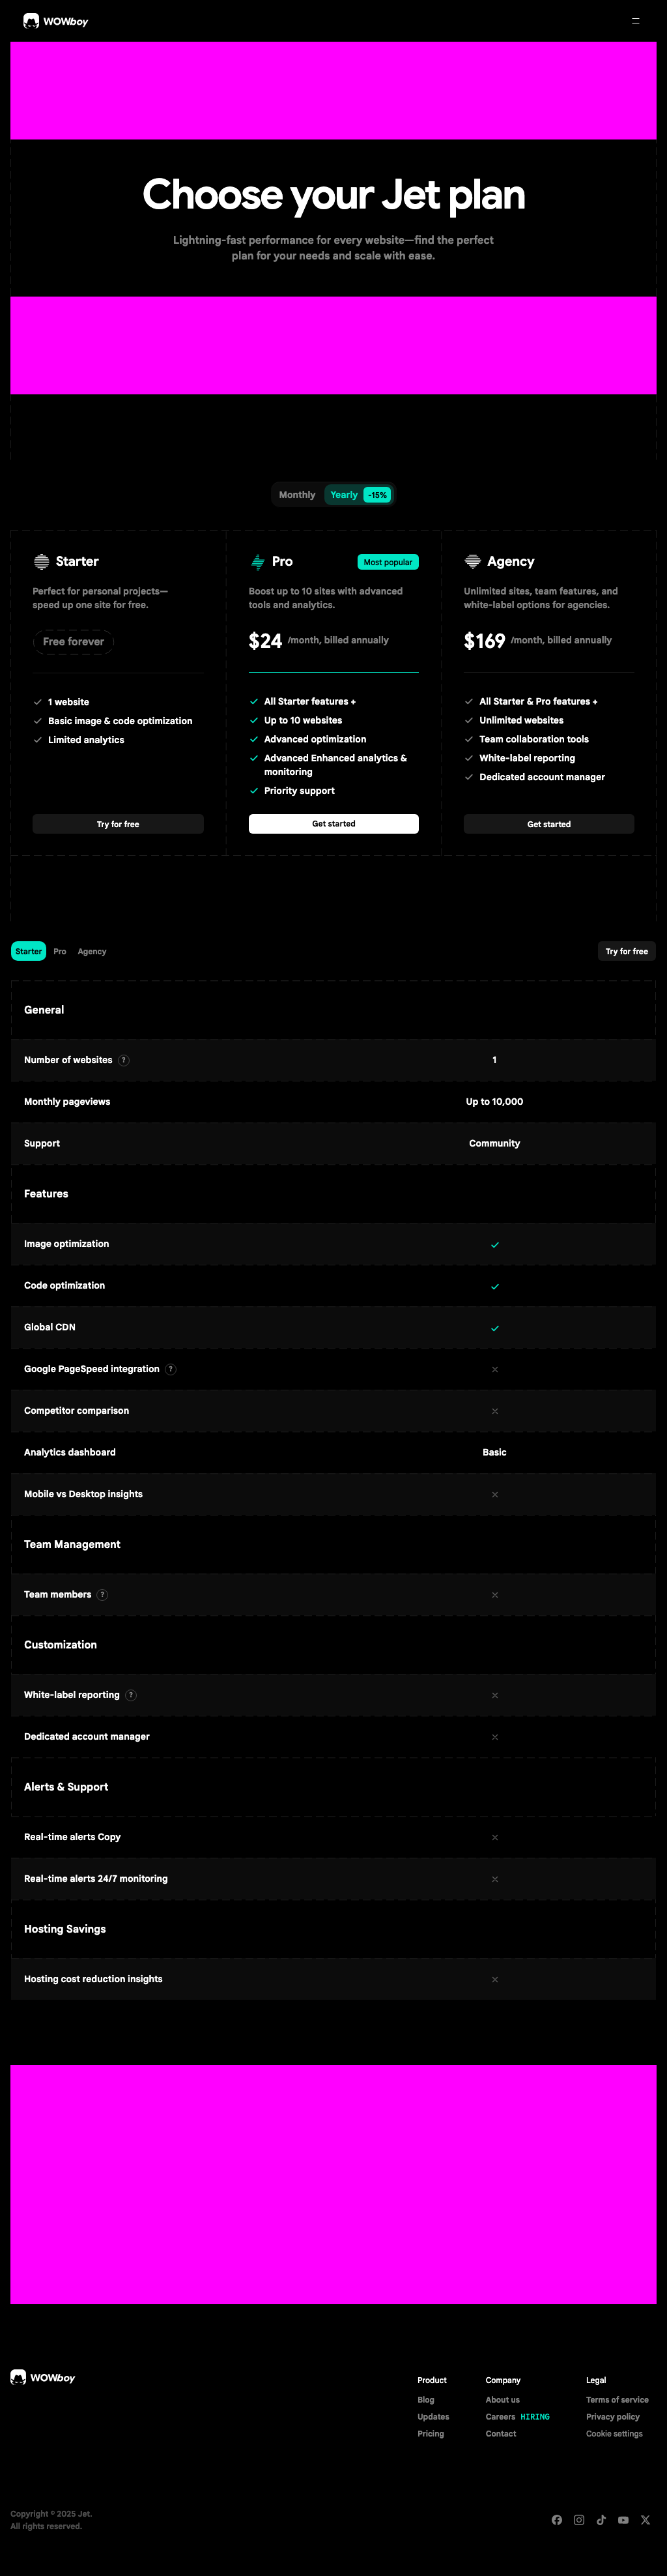 WOWboy
Choose your Jet plan
Lightning-fast performance for every website—find the perfect
plan for your needs and scale with ease.
Monthly
Yearly
-15%
Starter
Perfect for personal projects—
speed up one site for free.
Free forever
1 website
Basic image & code optimization
Limited analytics
Try for free
Pro
Most popular
Boost up to 10 sites with advanced
tools and analytics.
$24 /month, billed annually
All Starter features +
Up to 10 websites
Advanced optimization
Advanced Enhanced analytics &
monitoring
Priority support
Get started
Agency
Unlimited sites, team features, and
white-label options for agencies.
$169 /month, billed annually
All Starter & Pro features +
Unlimited websites
Team collaboration tools
White-label reporting
Dedicated account manager
Get started
Starter Pro Agency
Try for free
General
Number of websites ? 1
Monthly pageviews Up to 10,000
Support Community
Features
Image optimization
Code optimization
Global CDN
Google PageSpeed integration ?
Competitor comparison
Analytics dashboard Basic
Mobile vs Desktop insights
Team Management
Team members ?
Customization
White-label reporting ?
Dedicated account manager
Alerts & Support
Real-time alerts Copy
Real-time alerts 24/7 monitoring
Hosting Savings
Hosting cost reduction insights
WOWboy
Product
Blog
Updates
Pricing
Company
About us
Careers HIRING
Contact
Legal
Terms of service
Privacy policy
Cookie settings
Copyright © 2025 Jet.
All rights reserved.